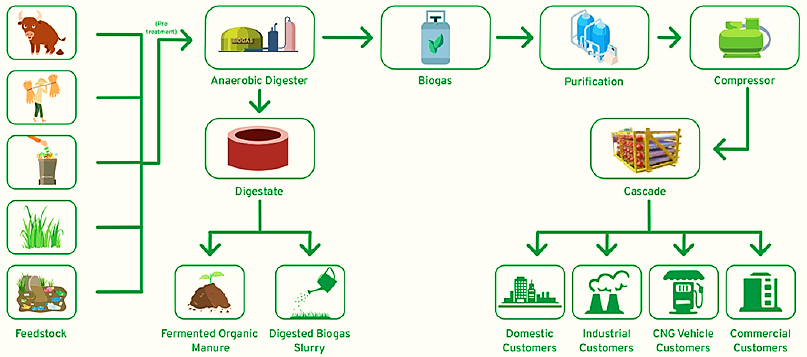 (Pre
treatment)
BIOGAS
Anaerobic Digester
Biogas
Purification
Compressor
Digestate
Cascade
Feedstock
Fermented Organic
Manure
Digested Biogas
Slurry
Domestic
Customers
Industrial
Customers
CNG Vehicle
Customers
Commercial
Customers